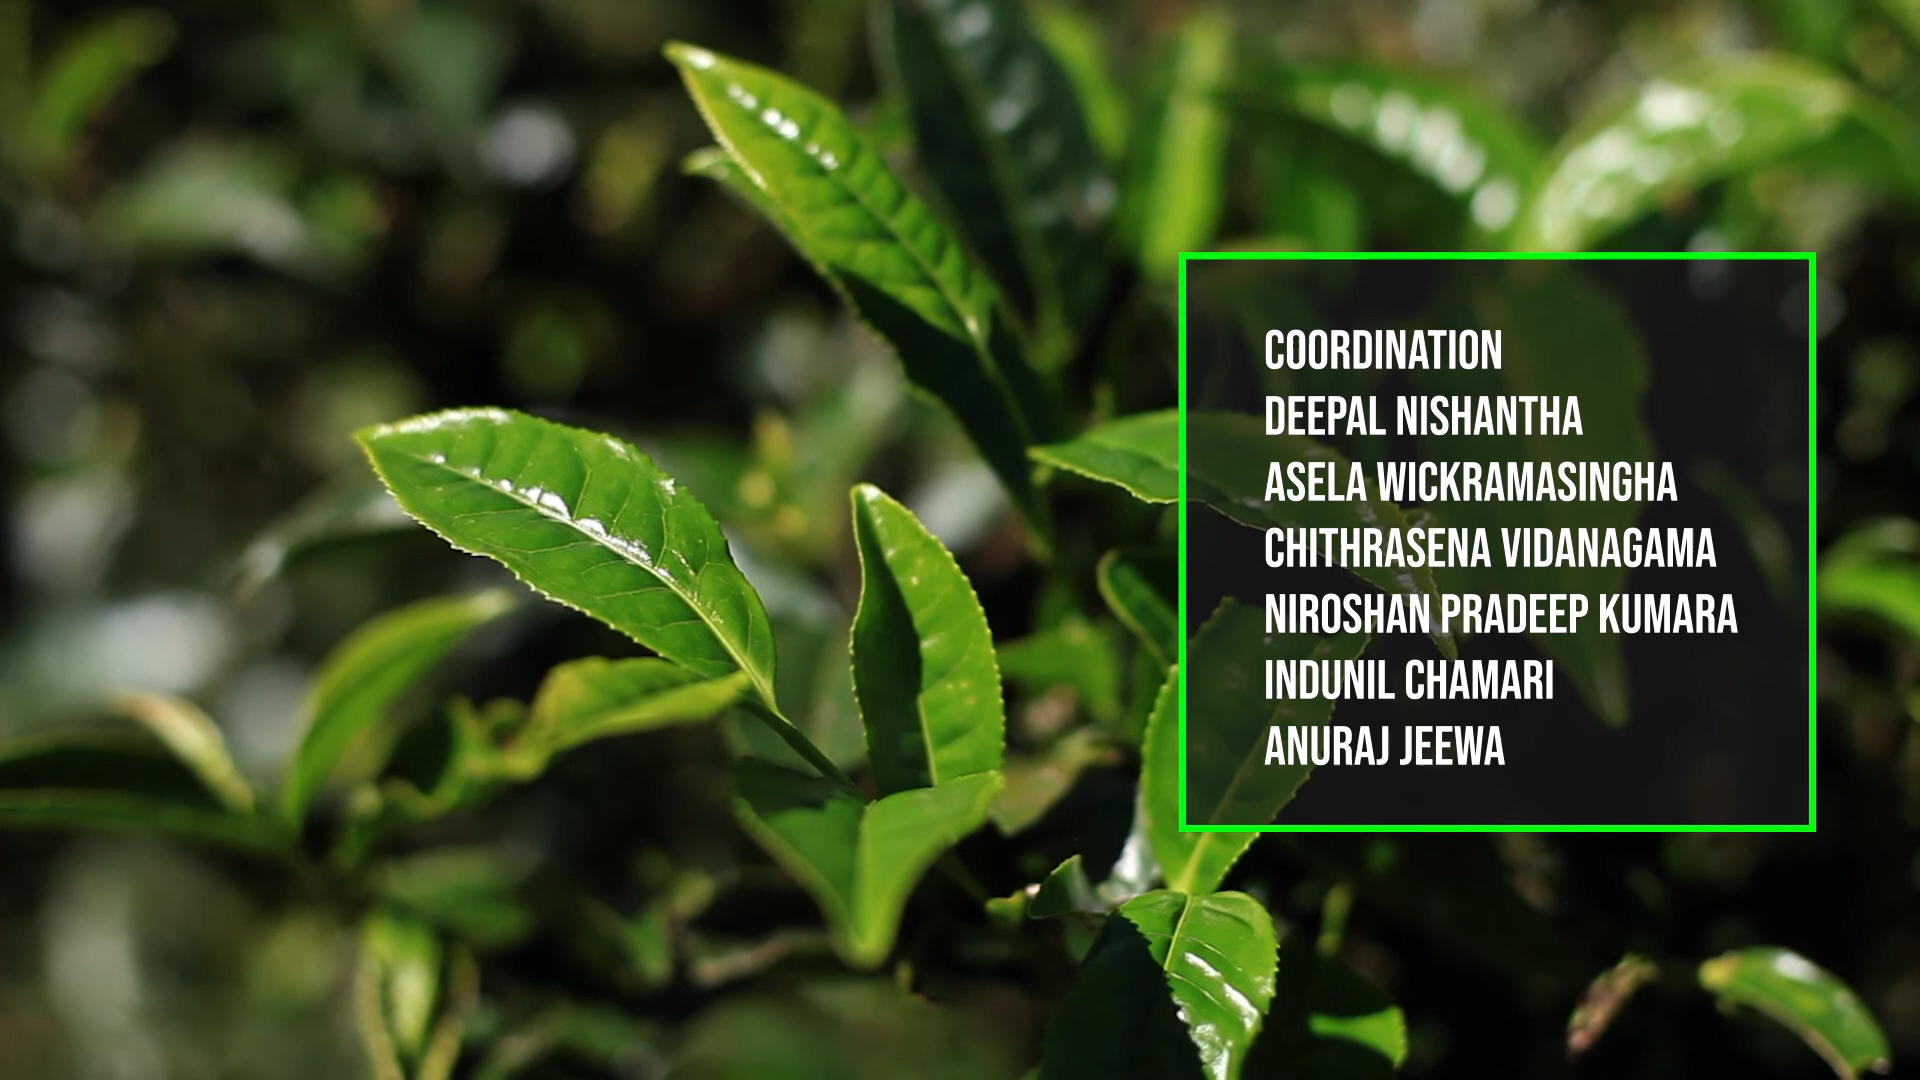 COORDINATION
DEEPAL NISHANTHA
ASELA WICKRAMASINGHA
CHITHRASENA VIDANAGAMA
NIROSHAN PRADEEP KUMARA
INDUNIL CHAMARI
ANURAJ JEEWA